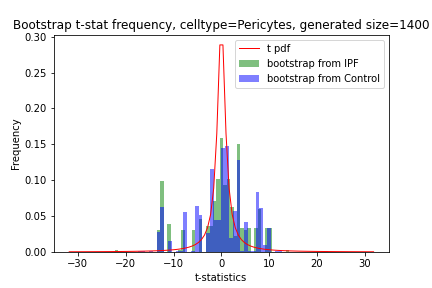 Bootstrap t-stat frequency, celltype=Pericytes, generated size=1400
0.30
0.25
0.20
0.15
0.10
0.05
0.00
Frequency
t pdf
bootstrap from IPF
bootstrap from Control
−30 −20 −10 0 10 20 30
t-statistics